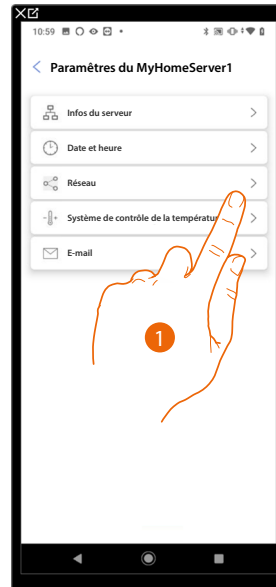 10:59
Paramètres du MyHomeServer1
Infos du serveur
Date et heure
Réseau
Système de contrôle de la températur
E-mail
1